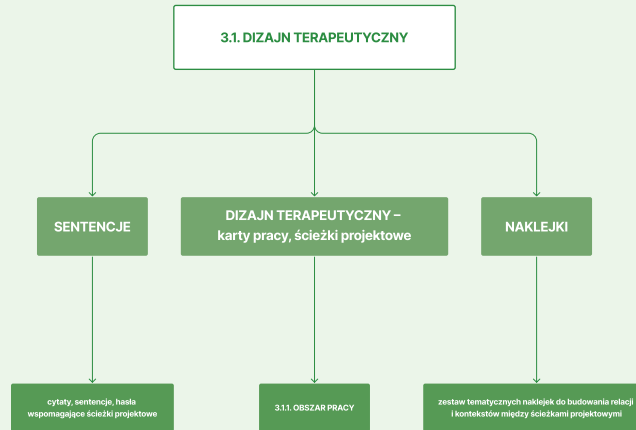 3.1. DIZAJN TERAPEUTYCZNY
SENTENCJE
DIZAJN TERAPEUTYCZNY –
karty pracy, ścieżki projektowe
NAKLEJKI
cytaty, sentencje, hasła
wspomagające ścieżki projektowe
3.1.1. OBSZAR PRACY
zestaw tematycznych naklejek do budowania relacji
i kontekstów między ścieżkami projektowymi